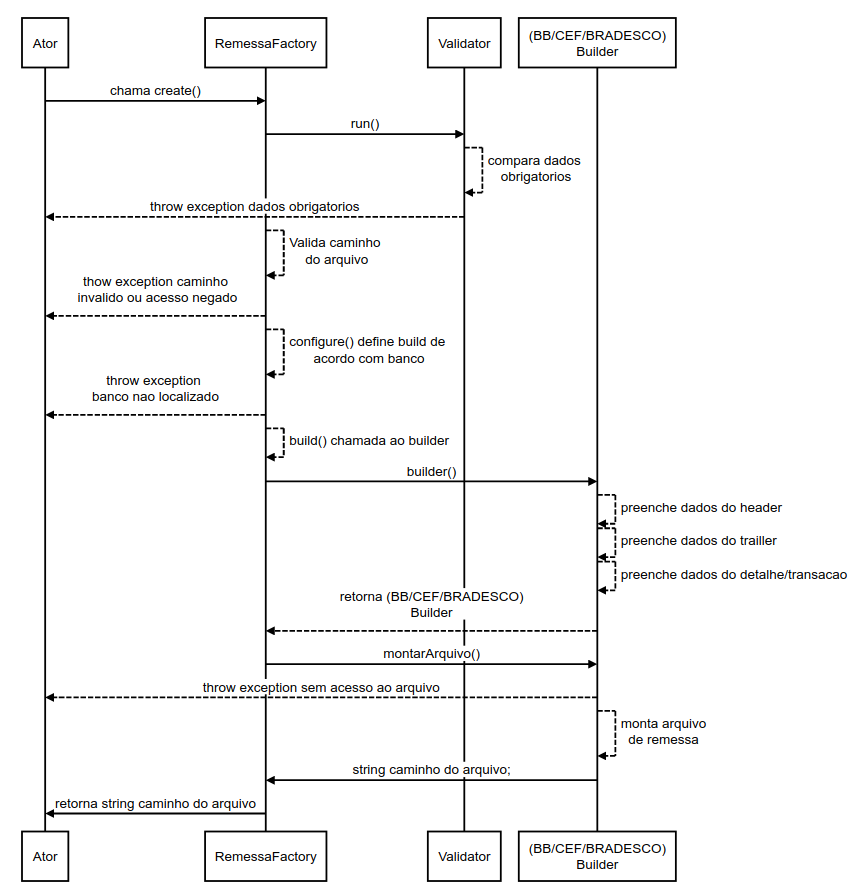 Ator
RemessaFactory
Validator
(BB/CEF/BRADESCO)
Builder
chama create()
run()
compara dados
obrigatorios
throw exception dados obrigatorios
Valida caminho
do arquivo
thow exception caminho
invalido ou acesso negado
configure() define build de
acordo com banco
throw exception
banco nao localizado
build() chamada ao builder
builder()
preenche dados do header
preenche dados do trailler
preenche dados do detalhe/transacao
retorna (BB/CEF/BRADESCO)
Builder
montarArquivo()
throw exception sem acesso ao arquivo
monta arquivo
de remessa
string caminho do arquivo;
retorna string caminho do arquivo
Ator
RemessaFactory
Validator
(BB/CEF/BRADESCO)
Builder